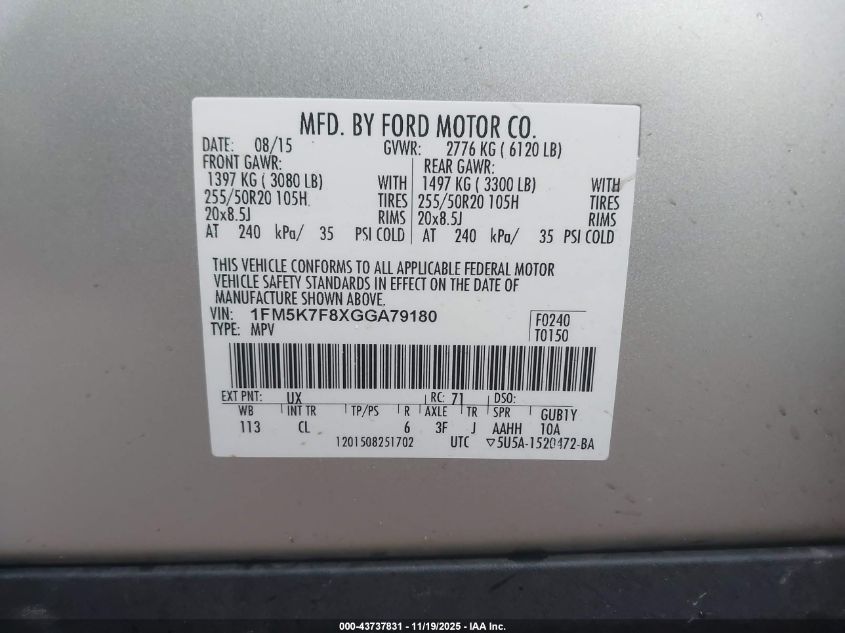 MFD. BY FORD MOTOR CO.
DATE: 08/15 GVWR: 2776 KG ( 6120 LB)
FRONT GAWR: REAR GAWR:
1397 KG ( 3080 LB) WITH 1497 KG ( 3300 LB) WITH
255/50R20 105H TIRES 255/50R20 105H TIRES
20x8.5J RIMS 20x8.5J RIMS
AT 240 kPa/ 35 PSI COLD AT 240 kPa/ 35 PSI COLD
THIS VEHICLE CONFORMS TO ALL APPLICABLE FEDERAL MOTOR
VEHICLE SAFETY STANDARDS IN EFFECT ON THE DATE OF
MANUFACTURE SHOWN ABOVE.
VIN: 1FM5K7F8XGGA79180 F0240
TYPE: MPV T0150
EXT PNT: UX RC: 71 DSO:
WB INT TR TP/PS R AXLE TR SPR GUBTY
113 CL 6 3F J AAHH 10A
1201508251702 UTC ▽5U5A-1520472-BA
000-43737831 - 11/19/2025 - IAA Inc.